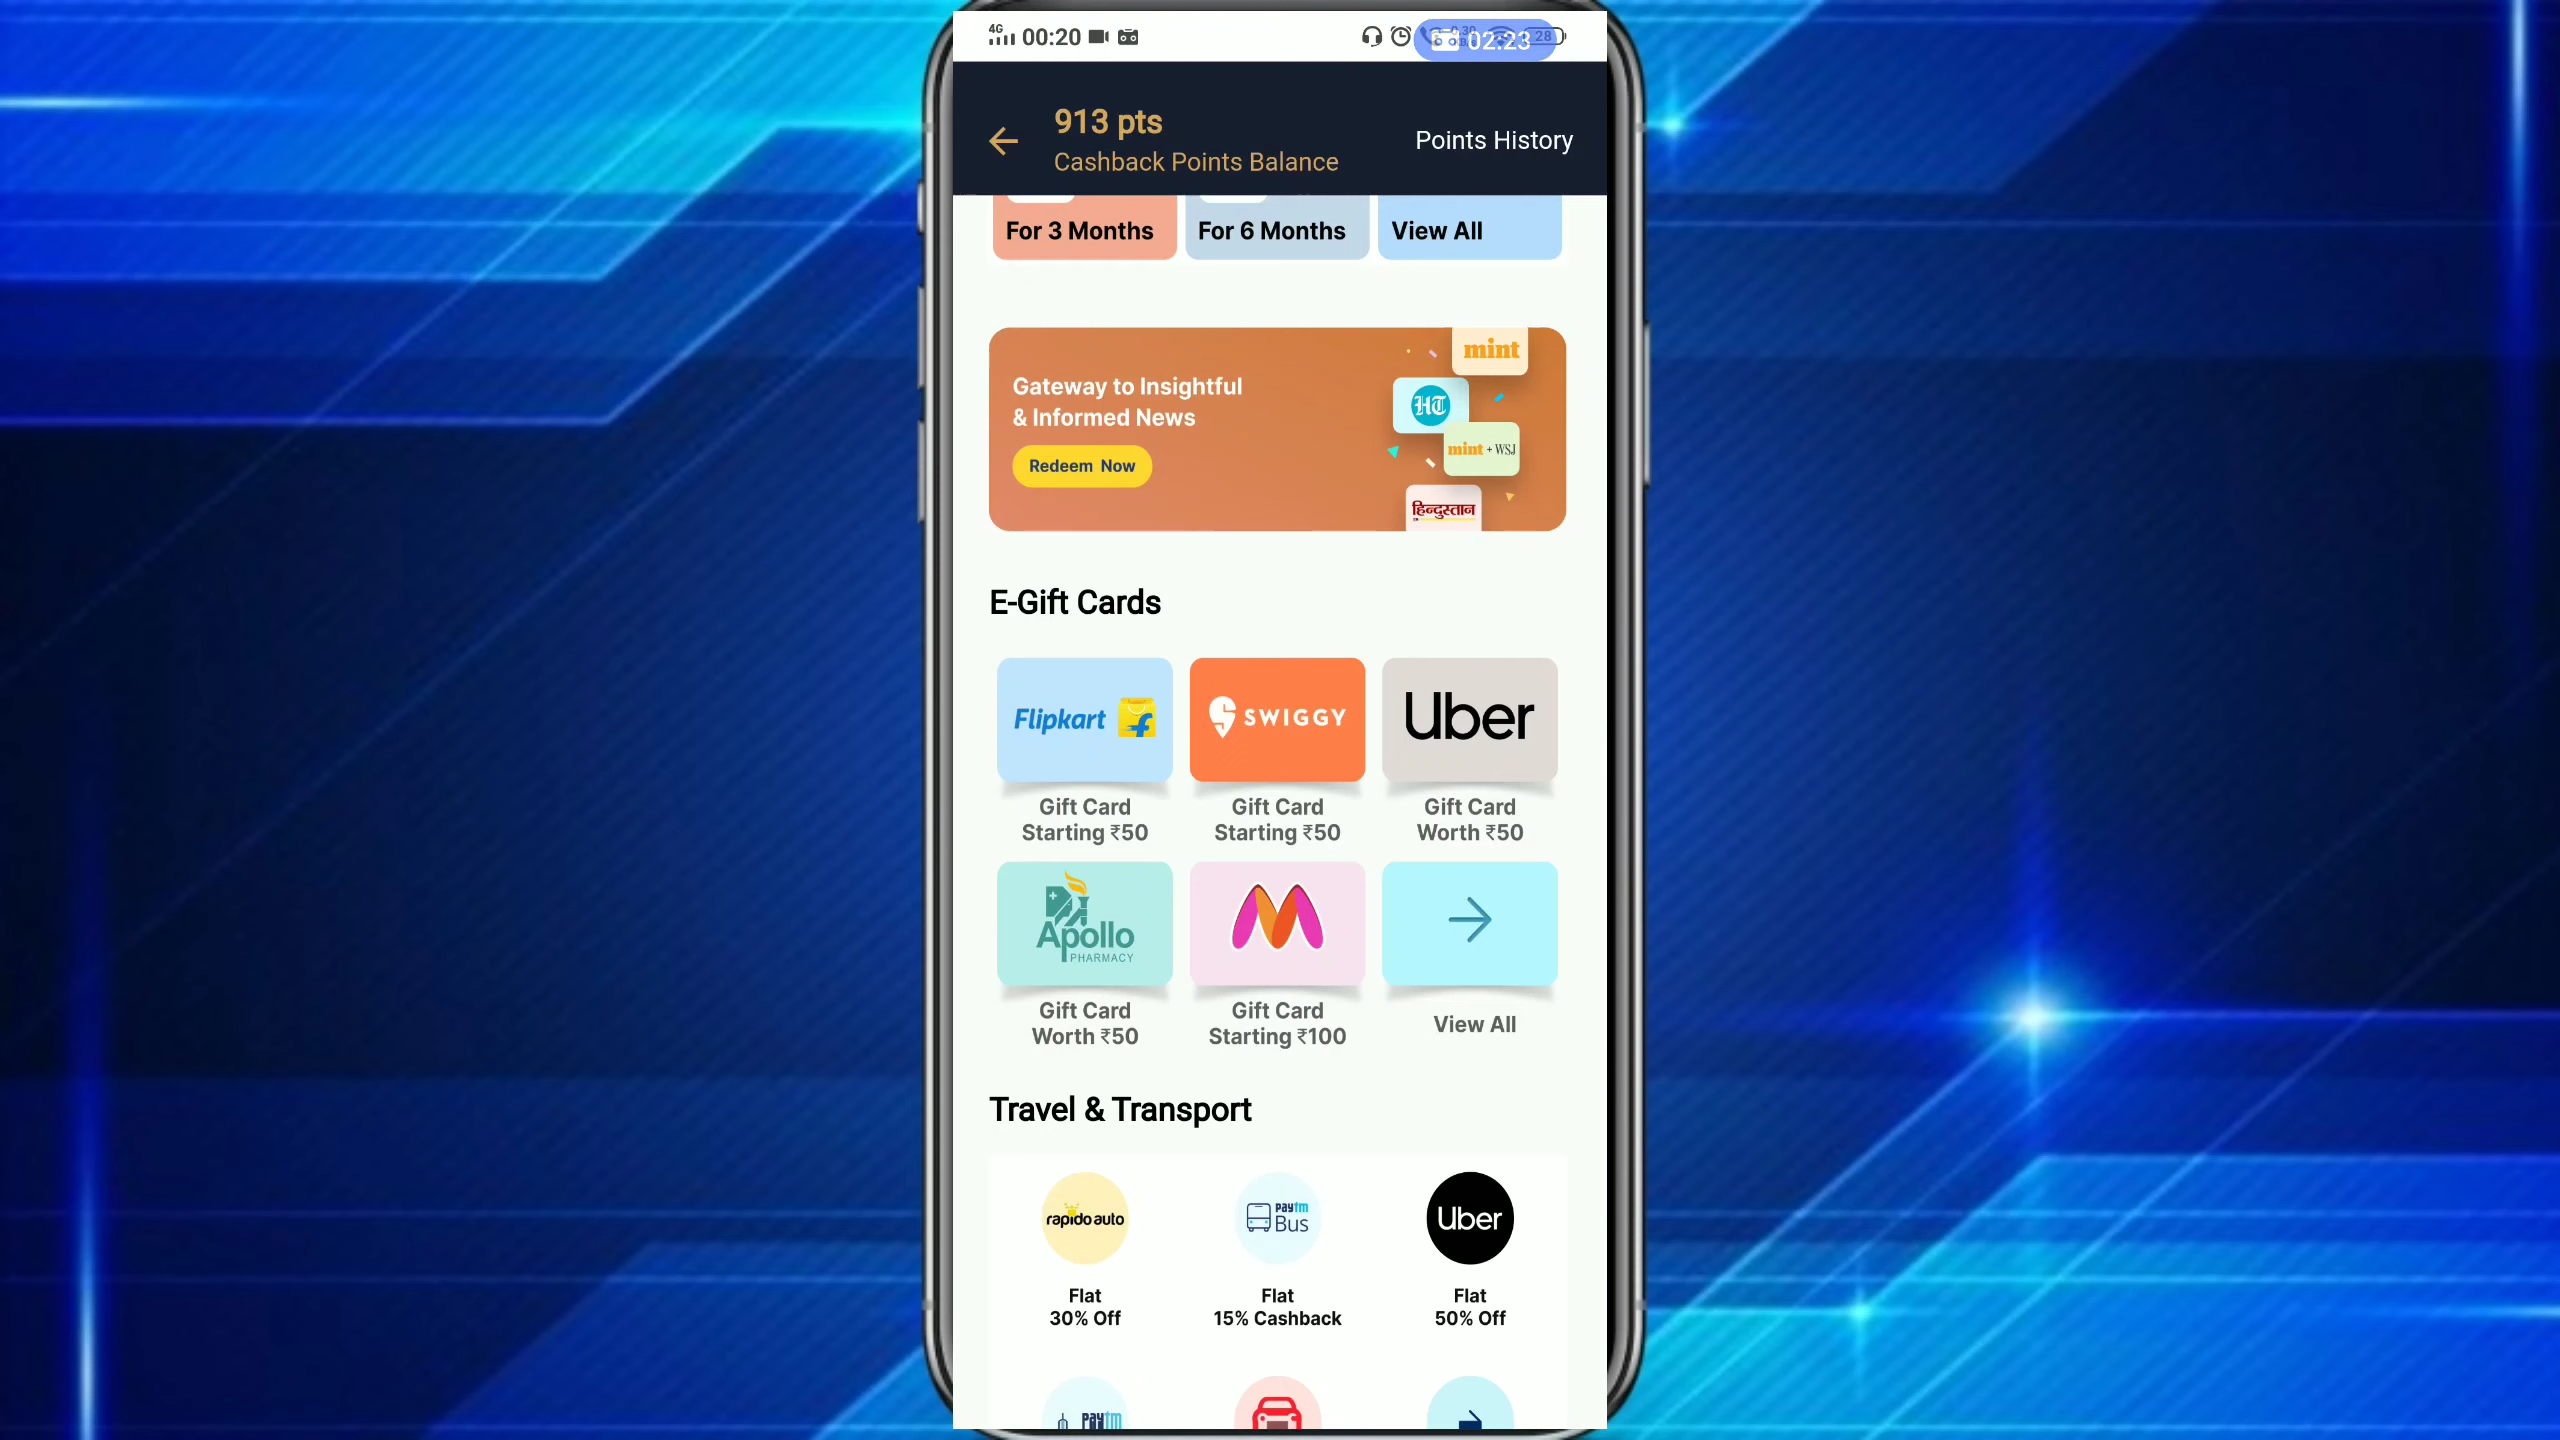 4G 00:20
02:23
28
913 pts
Cashback Points Balance
Points History
For 3 Months
For 6 Months
View All
Gateway to Insightful
& Informed News
Redeem Now
mint
HT
mint + WSJ
हिन्दुस्तान
E-Gift Cards
Flipkart
SWIGGY
Uber
Gift Card
Starting ₹50
Gift Card
Starting ₹50
Gift Card
Worth ₹50
Apollo
PHARMACY
Gift Card
Worth ₹50
Gift Card
Starting ₹100
View All
Travel & Transport
rapido auto
paytm
Bus
Uber
Flat
30% Off
Flat
15% Cashback
Flat
50% Off
paytm